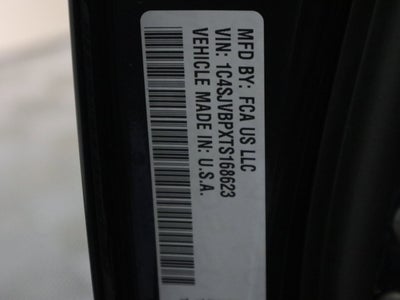 MFD BY: FCA US LLC
VIN: 1C4SJVBPXTS168623
VEHICLE MADE IN: U.S.A.